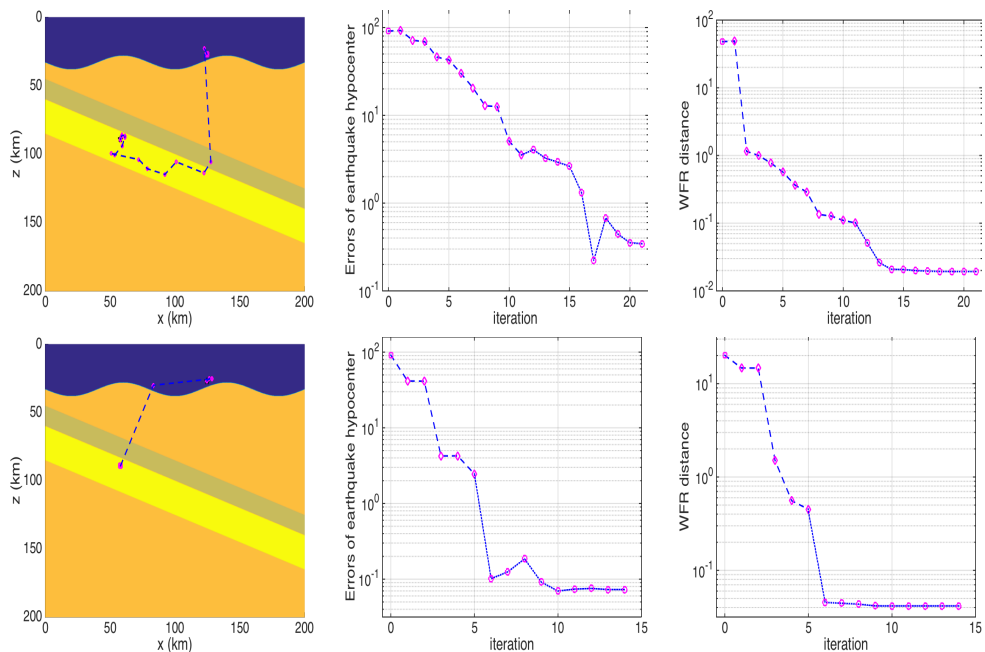 0
50
100
150
200
z (km)
0 50 100 150 200
x (km)
10^2
10^1
10^0
10^-1
Errors of earthquake hypocenter
0 5 10 15 20
iteration
10^2
10^1
10^0
10^-1
10^-2
WFR distance
0 5 10 15 20
iteration
0
50
100
150
200
z (km)
0 50 100 150 200
x (km)
10^2
10^1
10^0
10^-1
Errors of earthquake hypocenter
0 5 10 15
iteration
10^1
10^0
10^-1
WFR distance
0 5 10 15
iteration